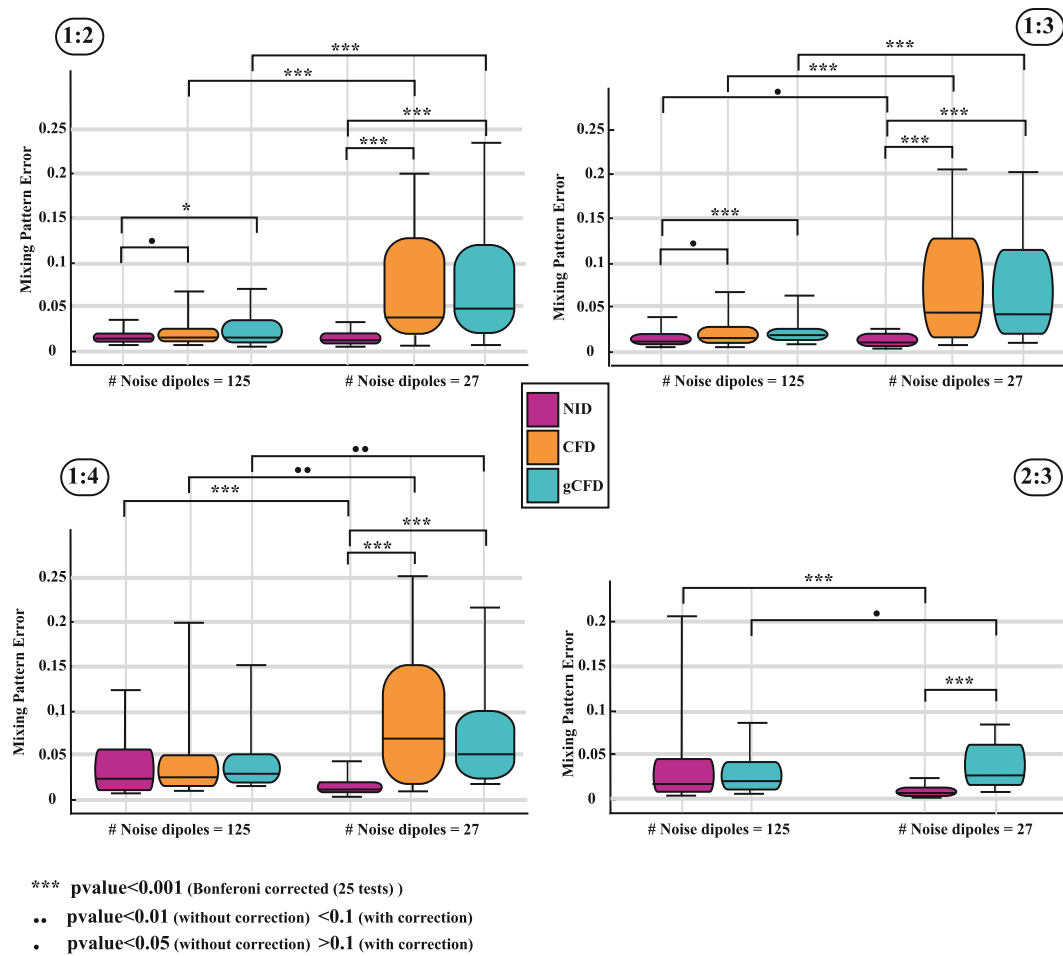 1:2
***
***
***
***
*
•
0.25
0.2
0.15
0.1
0.05
0
Mixing Pattern Error
# Noise dipoles = 125
# Noise dipoles = 27
1:3
***
***
•
***
***
***
•
0.25
0.2
0.15
0.1
0.05
0
Mixing Pattern Error
# Noise dipoles = 125
# Noise dipoles = 27
NID
CFD
gCFD
1:4
••
••
***
***
***
0.25
0.2
0.15
0.1
0.05
0
Mixing Pattern Error
# Noise dipoles = 125
# Noise dipoles = 27
2:3
***
•
***
0.2
0.15
0.1
0.05
0
Mixing Pattern Error
# Noise dipoles = 125
# Noise dipoles = 27
*** pvalue<0.001 (Bonferoni corrected (25 tests) )
•• pvalue<0.01 (without correction) <0.1 (with correction)
• pvalue<0.05 (without correction) >0.1 (with correction)